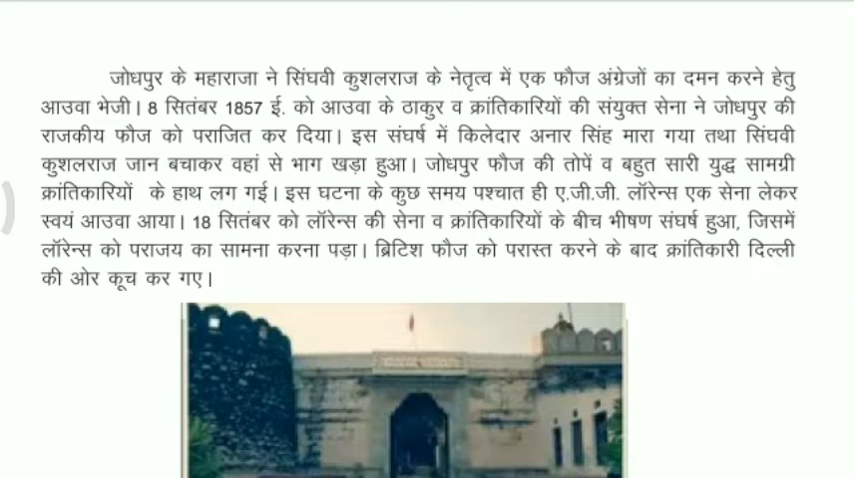 जोधपुर के महाराजा ने सिंघवी कुशलराज के नेतृत्व में एक फौज अंग्रेजों का दमन करने हेतु
आउवा भेजी। 8 सितंबर 1857 ई. को आउवा के ठाकुर व क्रांतिकारियों की संयुक्त सेना ने जोधपुर की
राजकीय फौज को पराजित कर दिया। इस संघर्ष में किलेदार अनार सिंह मारा गया तथा सिंघवी
कुशलराज जान बचाकर वहां से भाग खड़ा हुआ। जोधपुर फौज की तोपें व बहुत सारी युद्ध सामग्री
क्रांतिकारियों के हाथ लग गई। इस घटना के कुछ समय पश्चात ही ए.जी.जी. लॉरेन्स एक सेना लेकर
स्वयं आउवा आया। 18 सितंबर को लॉरेन्स की सेना व क्रांतिकारियों के बीच भीषण संघर्ष हुआ, जिसमें
लॉरेन्स को पराजय का सामना करना पड़ा। ब्रिटिश फौज को परास्त करने के बाद क्रांतिकारी दिल्ली
की ओर कूच कर गए।